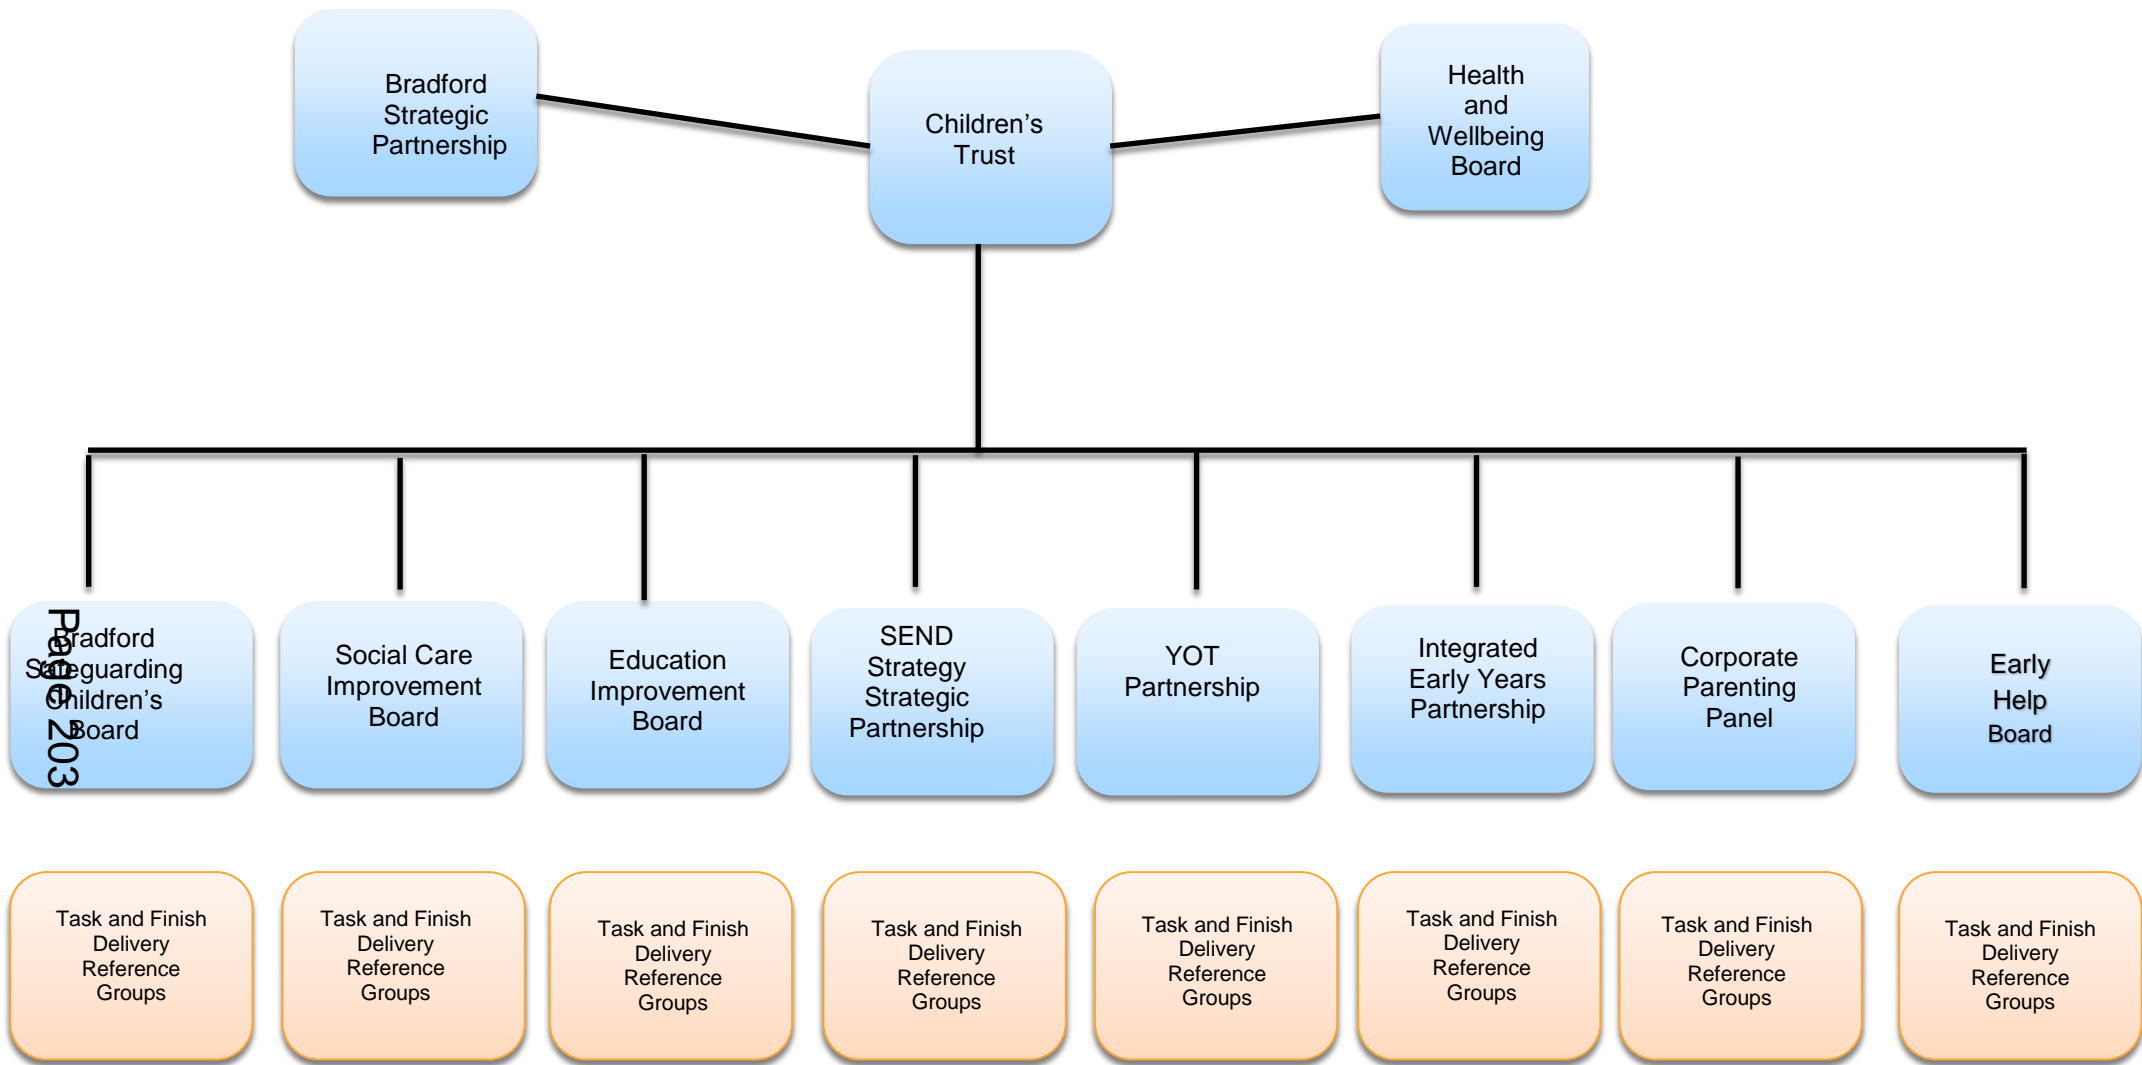 Bradford
Strategic
Partnership
Children’s
Trust
Health
and
Wellbeing
Board
Page 203
Bradford
Safeguarding
Children’s
Board
Social Care
Improvement
Board
Education
Improvement
Board
SEND
Strategy
Strategic
Partnership
YOT
Partnership
Integrated
Early Years
Partnership
Corporate
Parenting
Panel
Early
Help
Board
Task and Finish
Delivery
Reference
Groups
Task and Finish
Delivery
Reference
Groups
Task and Finish
Delivery
Reference
Groups
Task and Finish
Delivery
Reference
Groups
Task and Finish
Delivery
Reference
Groups
Task and Finish
Delivery
Reference
Groups
Task and Finish
Delivery
Reference
Groups
Task and Finish
Delivery
Reference
Groups